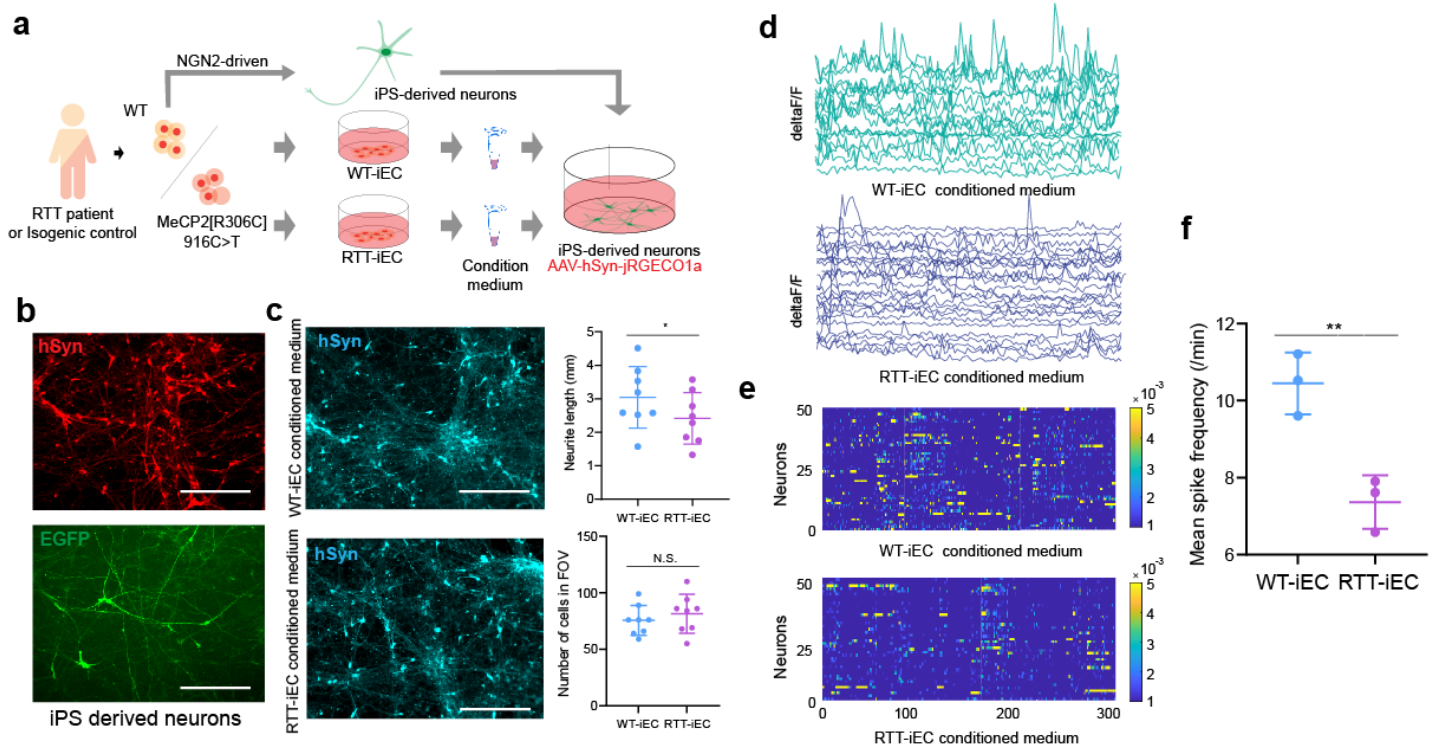 a
NGN2-driven
iPS-derived neurons
WT
WT-iEC
RTT patient
or Isogenic control
MeCP2[R306C]
916C>T
RTT-iEC
Condition
medium
iPS-derived neurons
AAV-hSyn-jRGECO1a
b
hSyn
EGFP
iPS derived neurons
c
WT-iEC conditioned medium
hSyn
RTT-iEC conditioned medium
hSyn
*
Neurite length (mm)
5
4
3
2
1
0
WT-iEC RTT-iEC
N.S.
Number of cells in FOV
150
100
50
0
WT-iEC RTT-iEC
d
deltaF/F
WT-iEC conditioned medium
deltaF/F
RTT-iEC conditioned medium
e
Neurons
50
25
0
× 10⁻³
5
4
3
2
1
WT-iEC conditioned medium
Neurons
50
25
0
× 10⁻³
5
4
3
2
1
0 100 200 300
RTT-iEC conditioned medium
f
**
Mean spike frequency (/min)
12
10
8
6
WT-iEC RTT-iEC